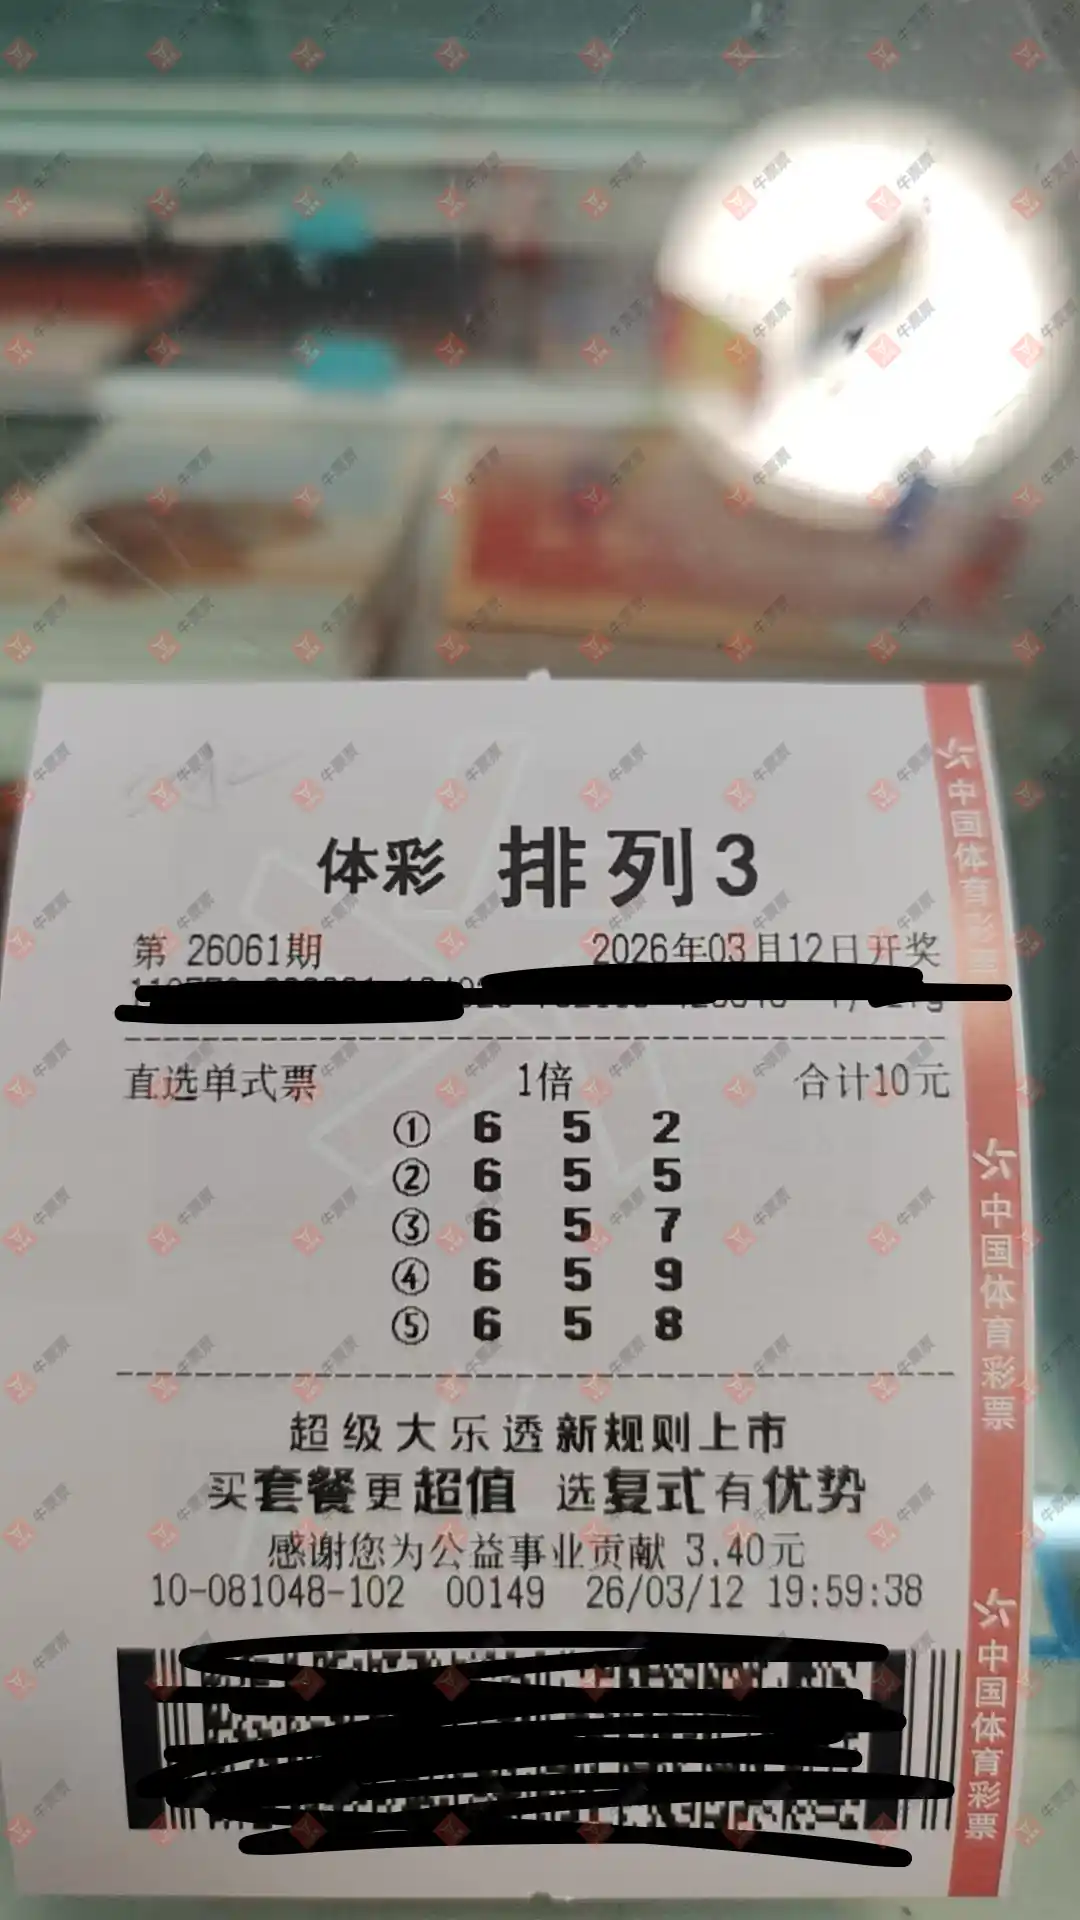 体彩 排列3
第 26061期 2026年03月12日开奖
直选单式票 1倍 合计10元
① 6 5 2
② 6 5 5
③ 6 5 7
④ 6 5 9
⑤ 6 5 8
超级大乐透新规则上市
买套餐更超值 选复式有优势
感谢您为公益事业贡献 3.40元
10-081048-102 00149 26/03/12 19:59:38
中国体育彩票
中国体育彩票
中国体育彩票
牛票票